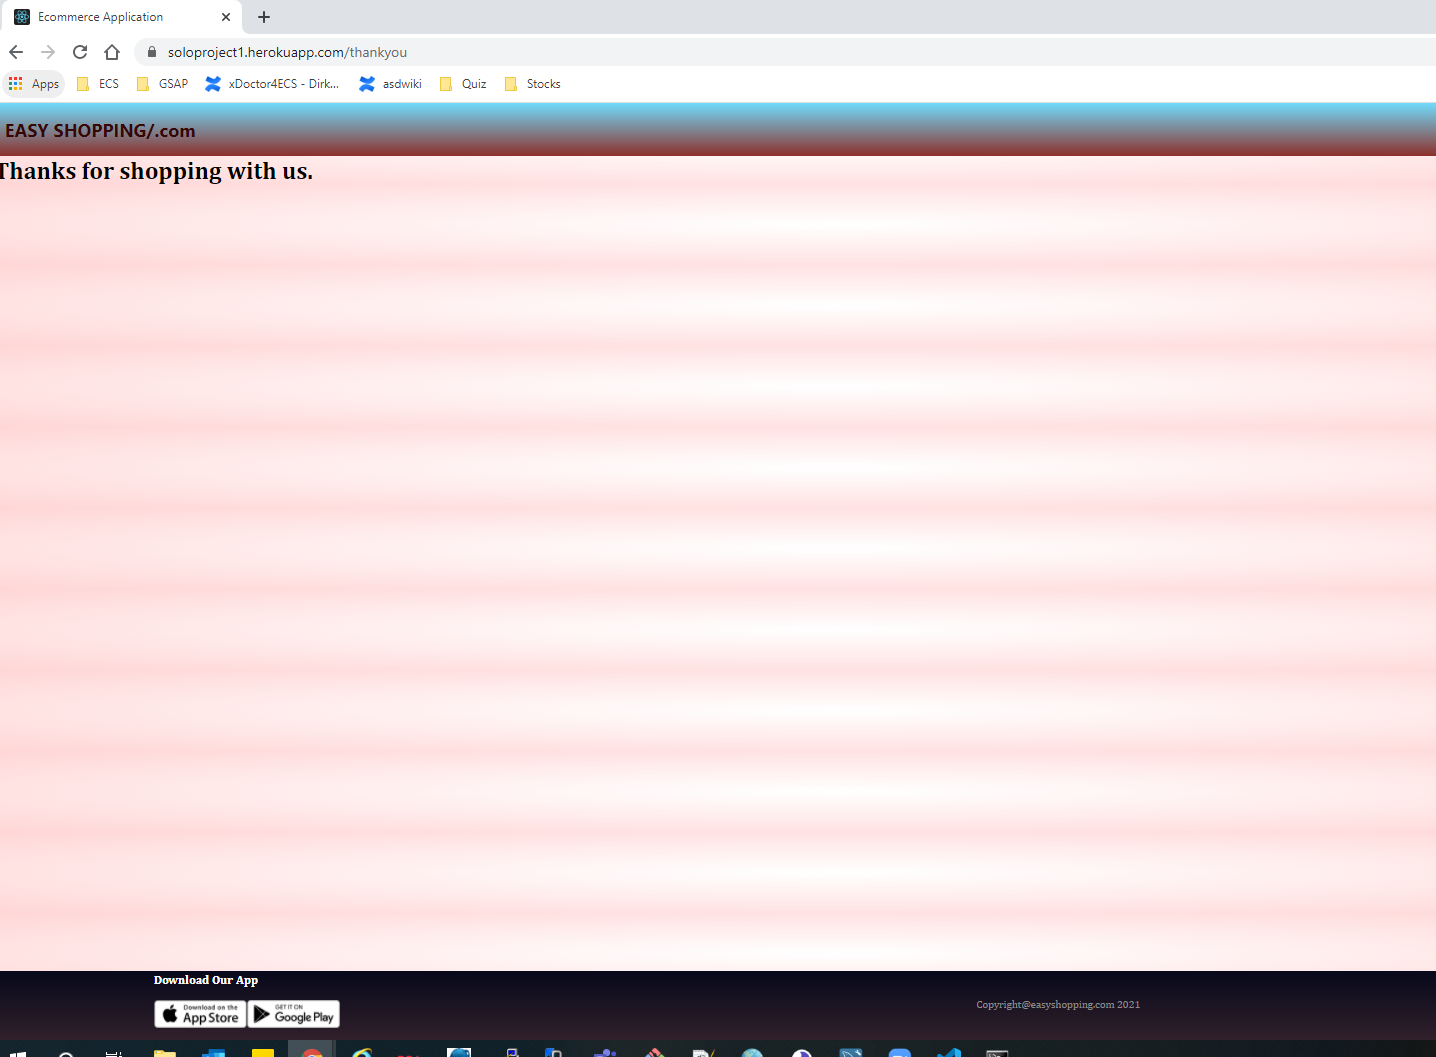 Ecommerce Application
soloproject1.herokuapp.com/thankyou
Apps ECS GSAP xDoctor4ECS - Dirk... asdwiki Quiz Stocks
EASY SHOPPING/.com
Thanks for shopping with us.
Download Our App
Download on the
App Store
GET IT ON
Google Play
Copyright@easyshopping.com 2021